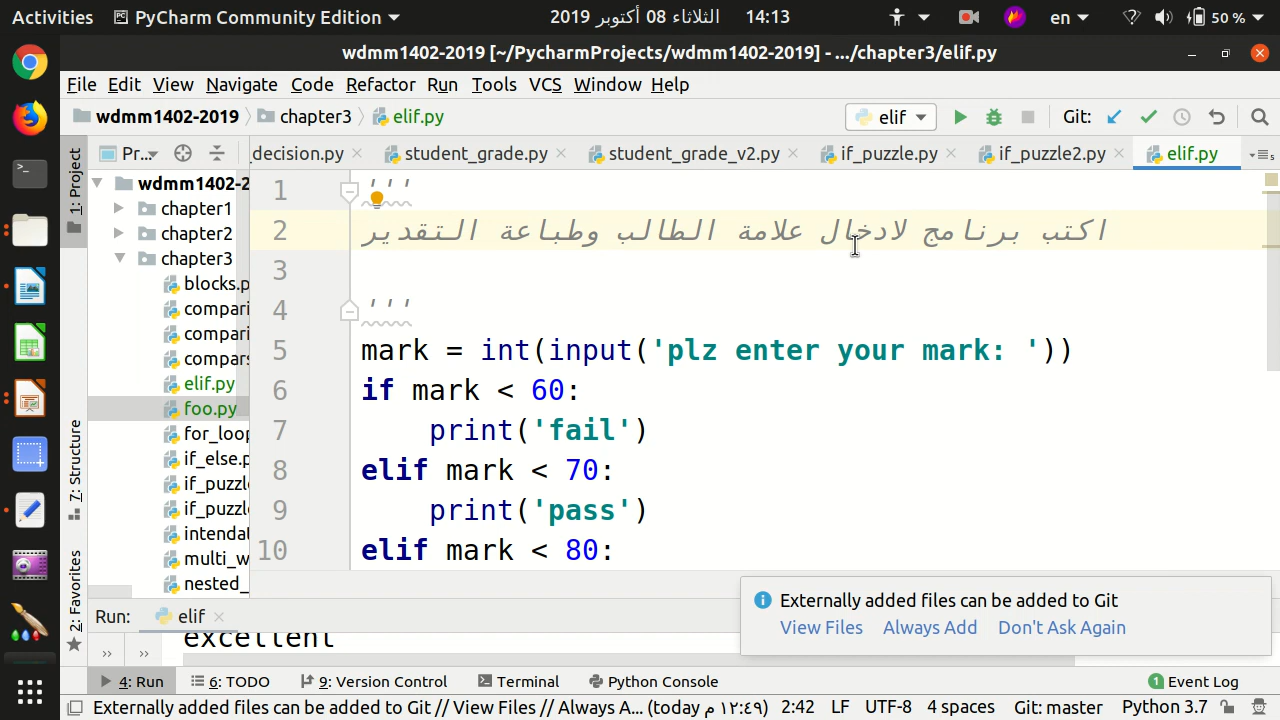 Activities PyCharm Community Edition الثلاثاء 08 أكتوبر 2019 14:13 en 50 %
wdmm1402-2019 [~/PycharmProjects/wdmm1402-2019] - .../chapter3/elif.py
File Edit View Navigate Code Refactor Run Tools VCS Window Help
wdmm1402-2019 chapter3 elif.py elif Git:
Pr... _decision.py student_grade.py student_grade_v2.py if_puzzle.py if_puzzle2.py elif.py
1: Project
7: Structure
2: Favorites
wdmm1402-2
chapter1
chapter2
chapter3
blocks.p
compari
compari
compars
elif.py
foo.py
for_loop
if_else.p
if_puzzl
if_puzzl
intendat
multi_w
nested_
1 '''
2 اكتب برنامج لادخال علامة الطالب وطباعة التقدير
3
4 '''
5 mark = int(input('plz enter your mark: '))
6 if mark < 60:
7 print('fail')
8 elif mark < 70:
9 print('pass')
10 elif mark < 80:
Externally added files can be added to Git
View Files Always Add Don't Ask Again
Run: elif
excellent
4: Run 6: TODO 9: Version Control Terminal Python Console 1 Event Log
Externally added files can be added to Git // View Files // Always A... (today م ١٢:٤٩) 2:42 LF UTF-8 4 spaces Git: master Python 3.7